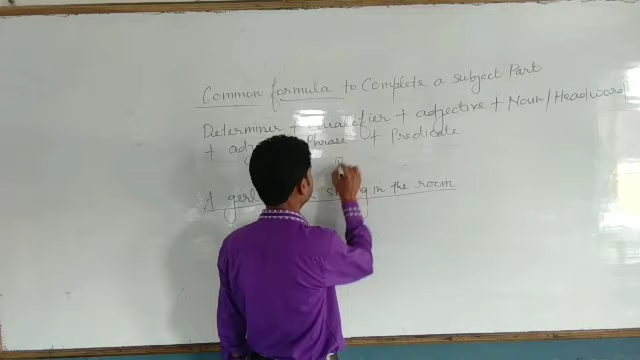 Common formula to Complete a Subject Part
Determiner + Qualifier + adjective + Noun/Headword
+ Phrase + Predicate
A girl in the room